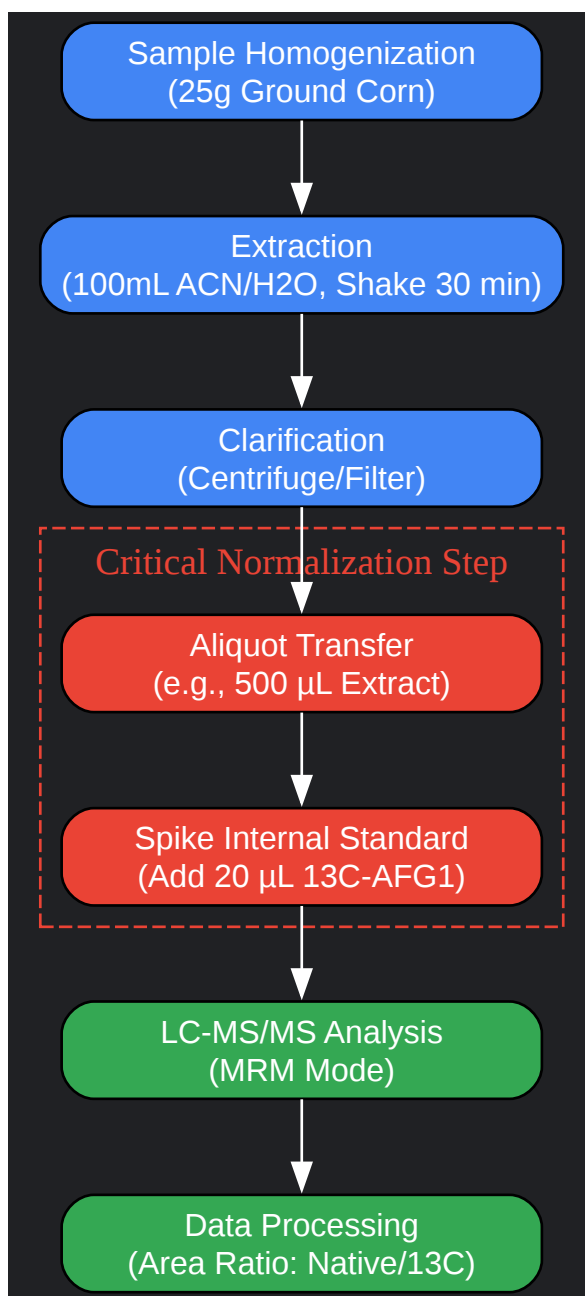 Sample Homogenization
(25g Ground Corn)
Extraction
(100mL ACN/H2O, Shake 30 min)
Clarification
(Centrifuge/Filter)
Critical Normalization Step
Aliquot Transfer
(e.g., 500 µL Extract)
Spike Internal Standard
(Add 20 µL 13C-AFG1)
LC-MS/MS Analysis
(MRM Mode)
Data Processing
(Area Ratio: Native/13C)